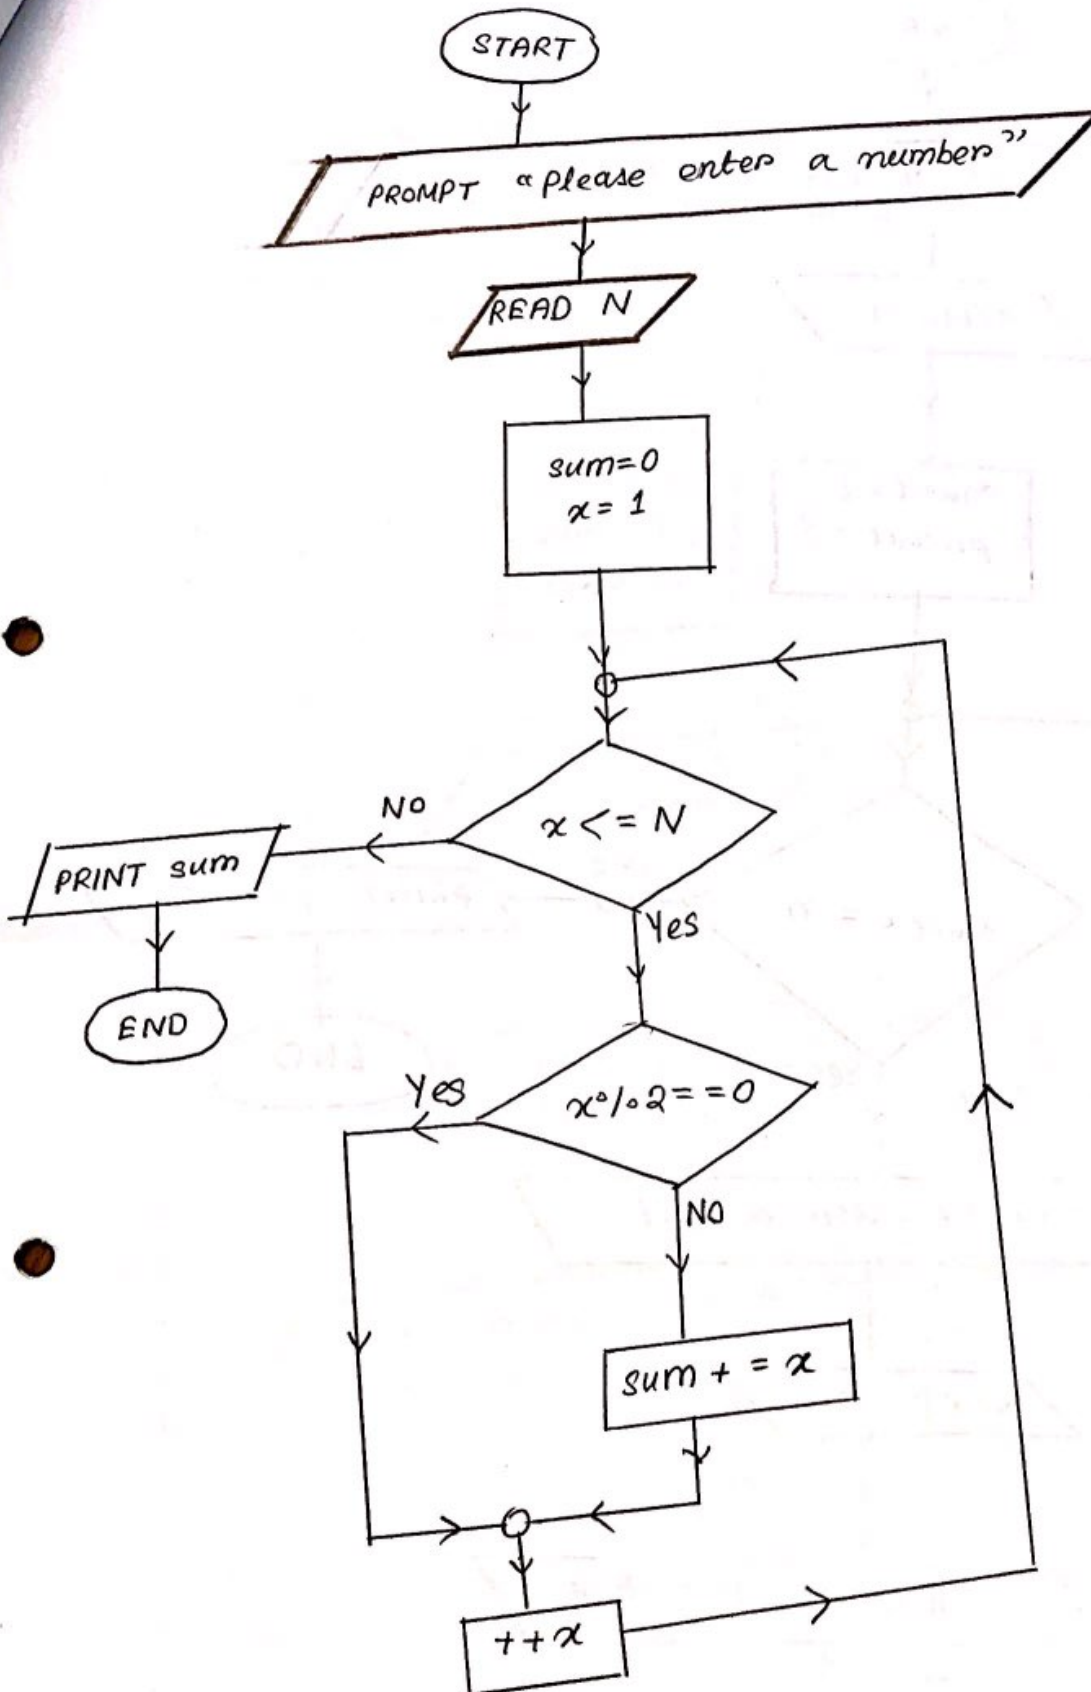 START
PROMPT "please enter a number"
READ N
sum=0
x= 1
x <= N
NO
PRINT sum
END
Yes
x%2==0
Yes
NO
sum + = x
++x